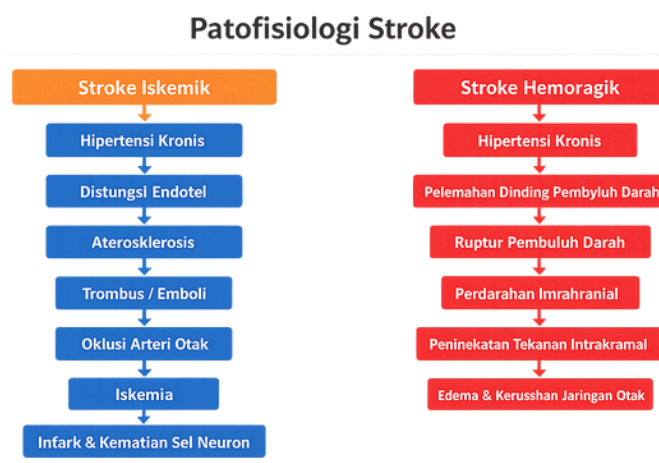 Patofisiologi Stroke
Stroke Iskemik
Hipertensi Kronis
Distungsi Endotel
Aterosklerosis
Trombus / Emboli
Oklusi Arteri Otak
Iskemia
Infark & Kematian Sel Neuron
Stroke Hemoragik
Hipertensi Kronis
Pelemahan Dinding Pembyluh Darah
Ruptur Pembuluh Darah
Perdarahan Imrahranial
Peninekatan Tekanan Intrakramal
Edema & Kerusshan Jaringan Otak